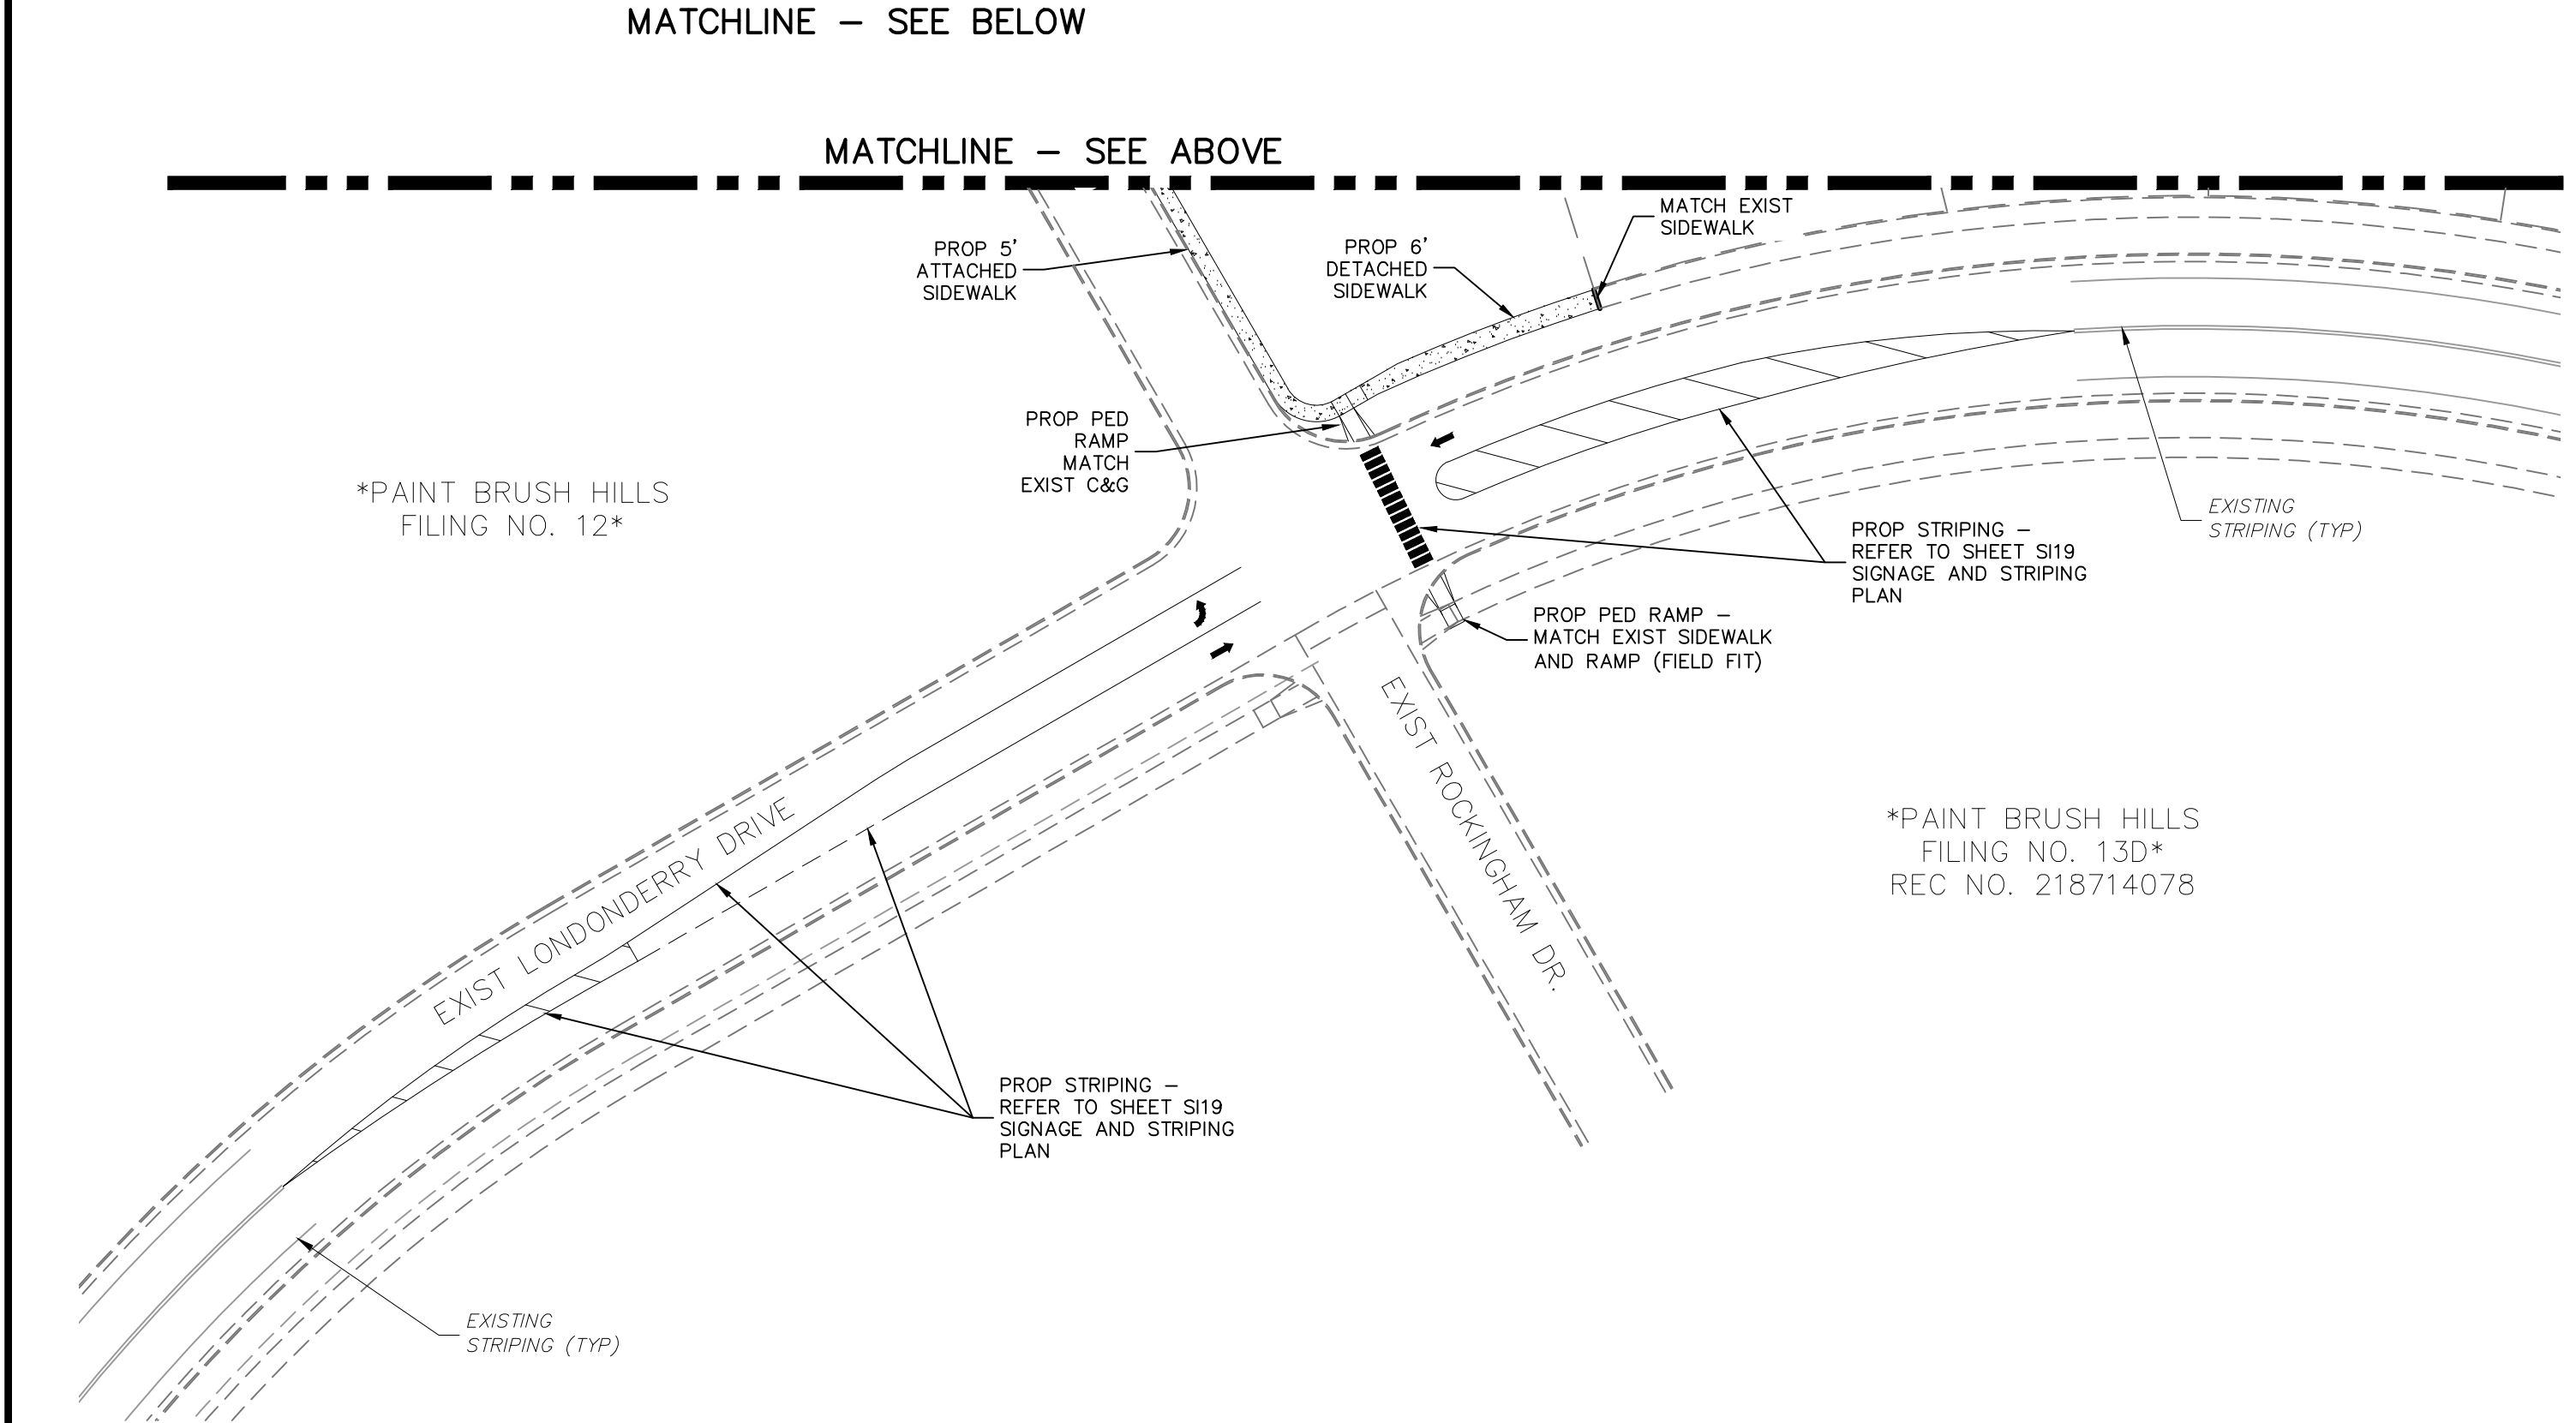 MATCHLINE – SEE BELOW
MATCHLINE – SEE ABOVE
PROP 5'
ATTACHED
SIDEWALK
PROP 6'
DETACHED
SIDEWALK
MATCH EXIST
SIDEWALK
PROP PED
RAMP
MATCH
EXIST C&G
*PAINT BRUSH HILLS
FILING NO. 12*
EXISTING
STRIPING (TYP)
PROP STRIPING –
REFER TO SHEET SI19
SIGNAGE AND STRIPING
PLAN
PROP PED RAMP –
MATCH EXIST SIDEWALK
AND RAMP (FIELD FIT)
EXIST ROCKINGHAM DR.
EXIST LONDONDERRY DRIVE
*PAINT BRUSH HILLS
FILING NO. 13D*
REC NO. 218714078
PROP STRIPING –
REFER TO SHEET SI19
SIGNAGE AND STRIPING
PLAN
EXISTING
STRIPING (TYP)